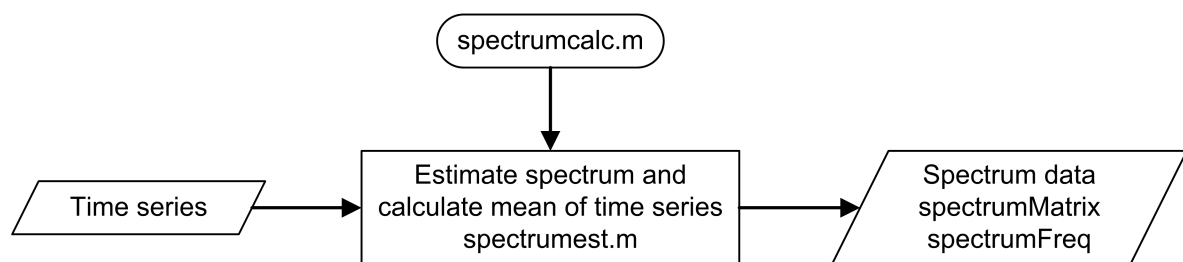 spectrumcalc.m
Time series
Estimate spectrum and
calculate mean of time series
spectrumest.m
Spectrum data
spectrumMatrix
spectrumFreq